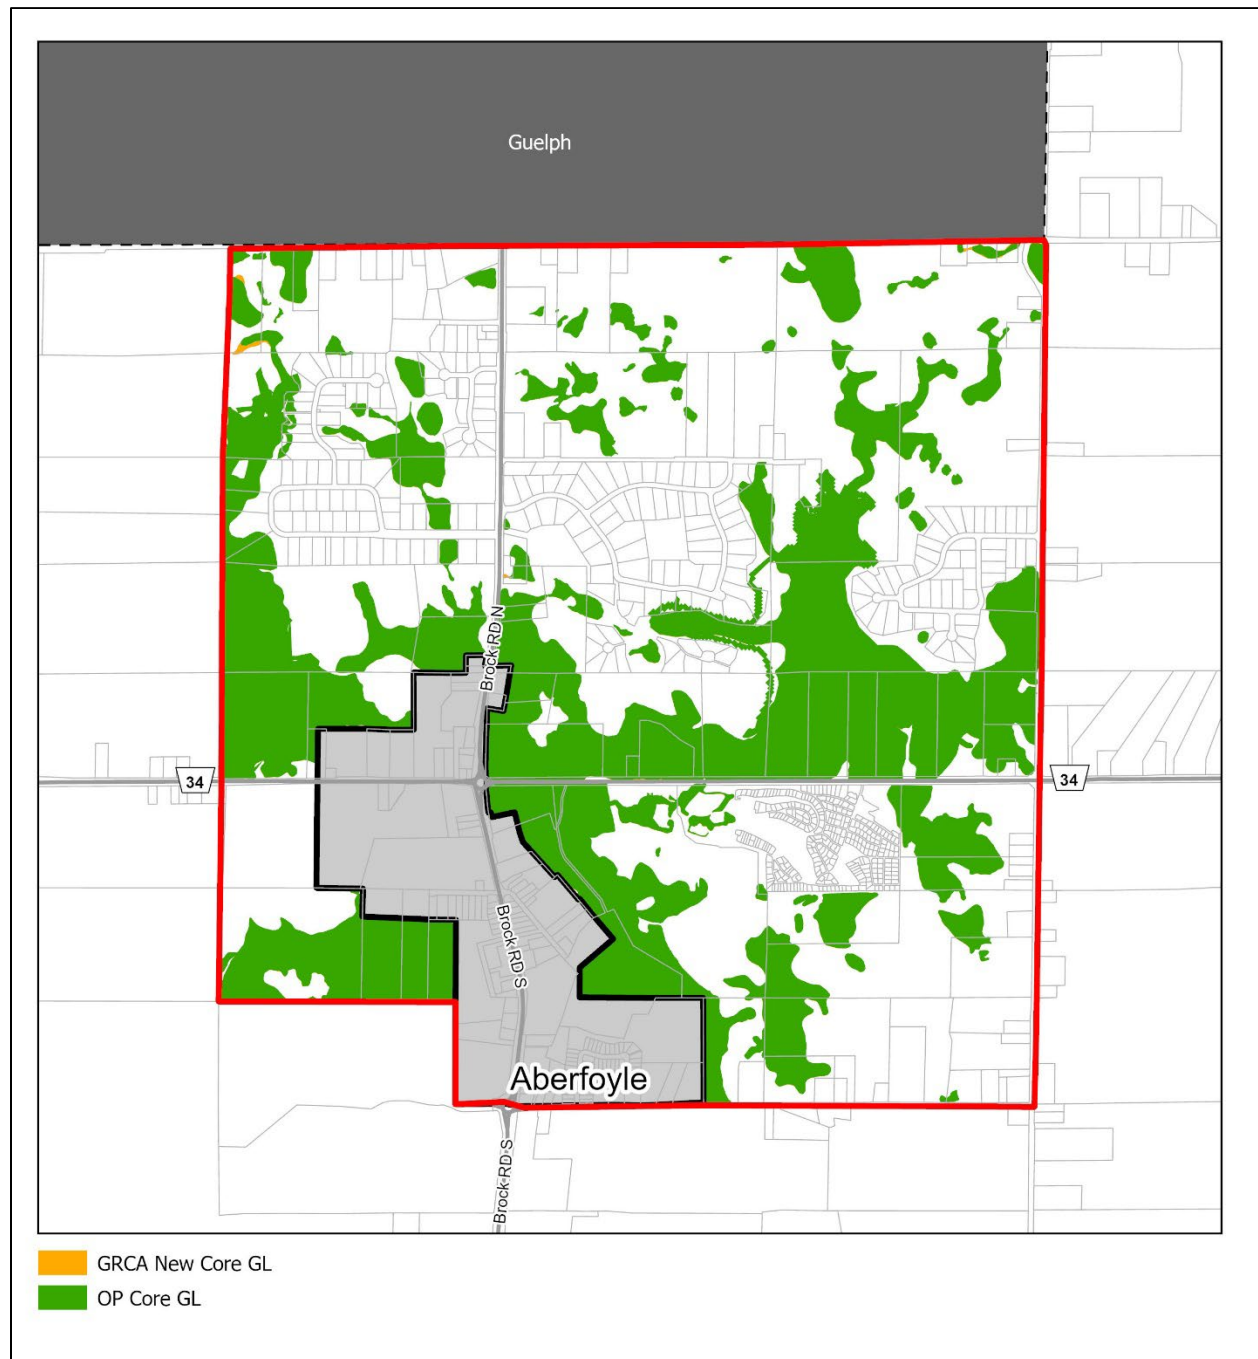 Guelph
Brock RD N
34
34
Brock RD S
Aberfoyle
Brock RD S
GRCA New Core GL
OP Core GL